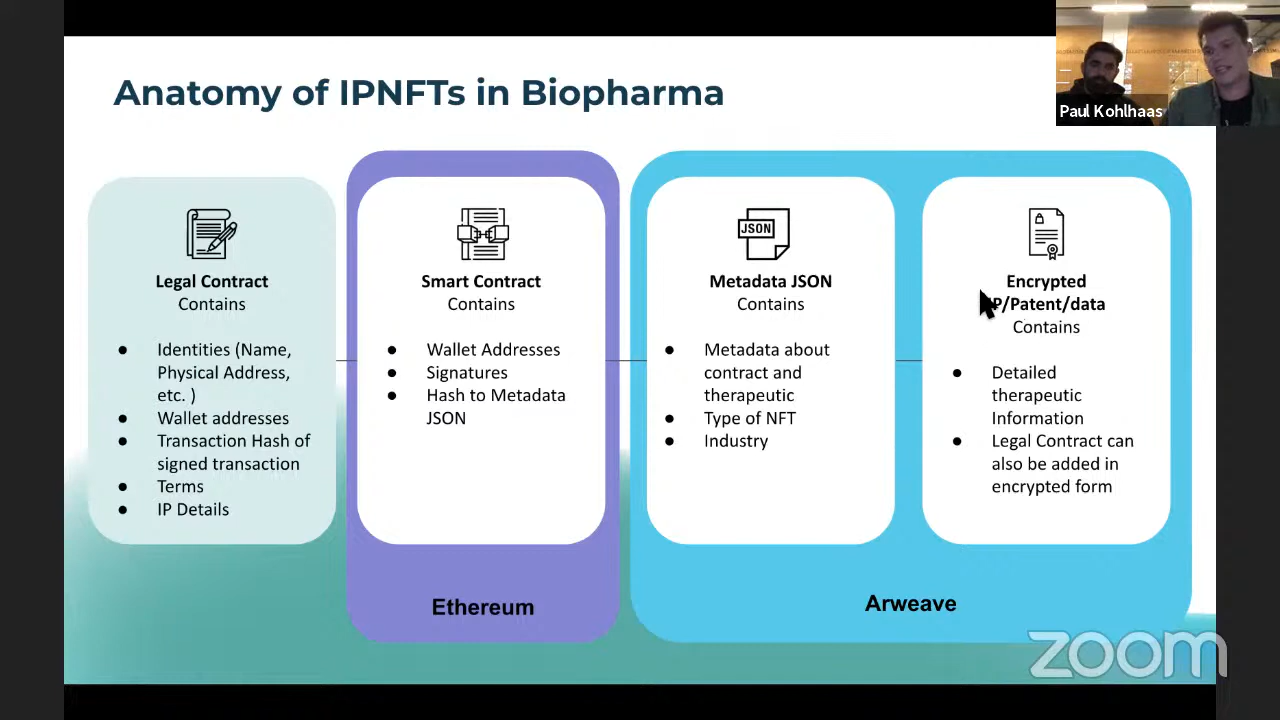 Anatomy of IPNFTs in Biopharma
Paul Kohlhaas
Legal Contract
Contains
● Identities (Name,
Physical Address,
etc. )
● Wallet addresses
● Transaction Hash of
signed transaction
● Terms
● IP Details
Smart Contract
Contains
● Wallet Addresses
● Signatures
● Hash to Metadata
JSON
Ethereum
JSON
Metadata JSON
Contains
● Metadata about
contract and
therapeutic
● Type of NFT
● Industry
Encrypted
P/Patent/data
Contains
● Detailed
therapeutic
Information
● Legal Contract can
also be added in
encrypted form
Arweave
zoom